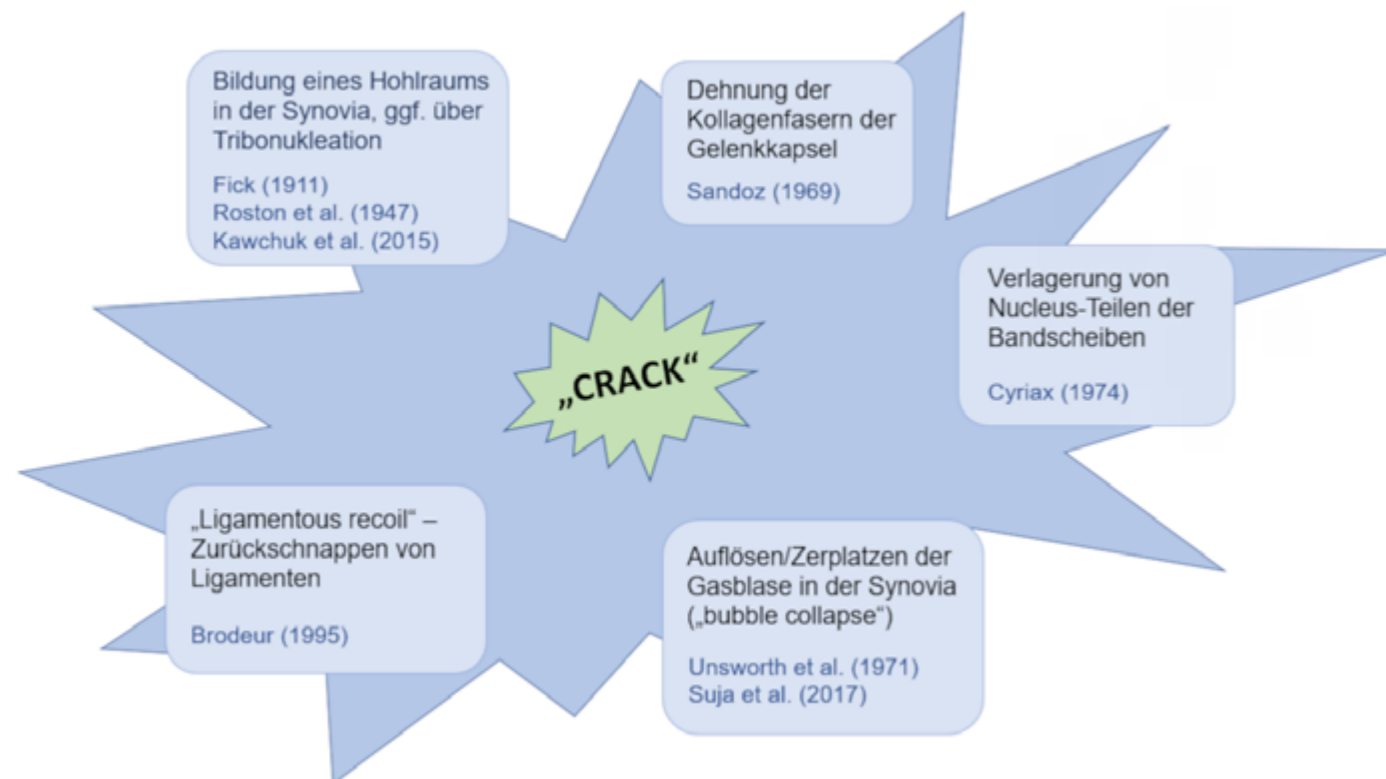 Bildung eines Hohlraums
in der Synovia, ggf. über
Tribonukleation
Fick (1911)
Roston et al. (1947)
Kawchuk et al. (2015)
Dehnung der
Kollagenfasern der
Gelenkkapsel
Sandoz (1969)
Verlagerung von
Nucleus-Teilen der
Bandscheiben
Cyriax (1974)
„CRACK“
„Ligamentous recoil“ –
Zurückschnappen von
Ligamenten
Brodeur (1995)
Auflösen/Zerplatzen der
Gasblase in der Synovia
(„bubble collapse“)
Unsworth et al. (1971)
Suja et al. (2017)